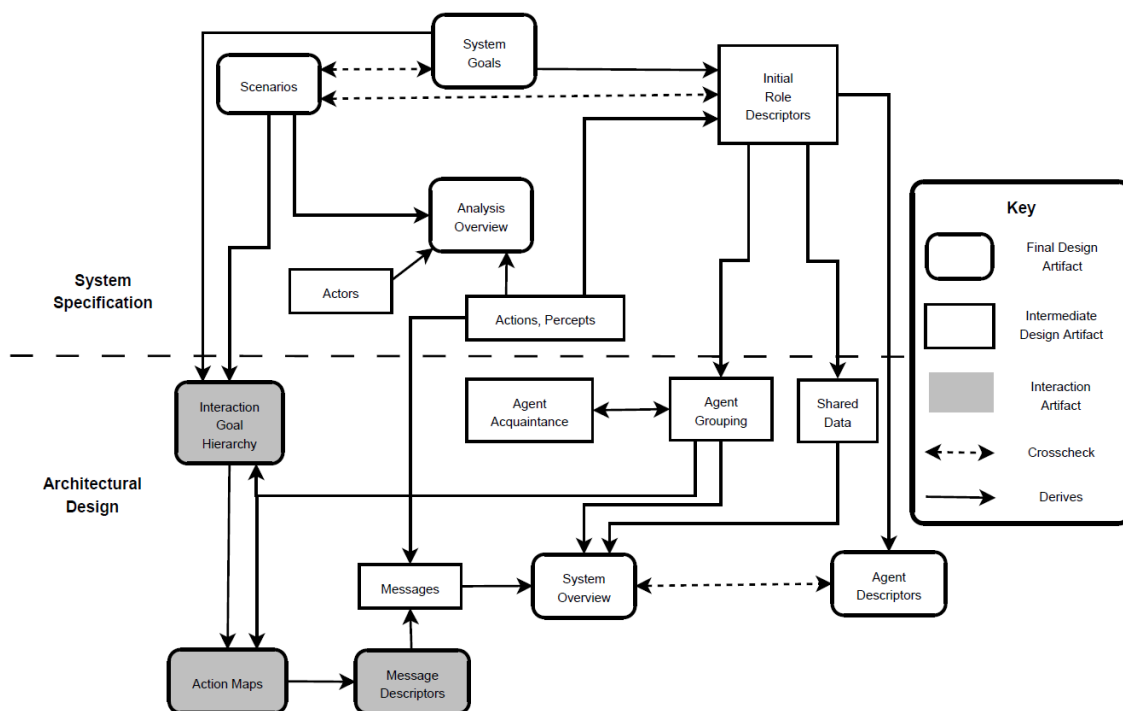 System
Goals
Scenarios
Initial
Role
Descriptors
Analysis
Overview
Key
Final Design
Artifact
System
Specification
Actors
Actions, Percepts
Intermediate
Design Artifact
Interaction
Goal
Hierarchy
Agent
Acquaintance
Agent
Grouping
Shared
Data
Interaction
Artifact
Crosscheck
Architectural
Design
Derives
Messages
System
Overview
Agent
Descriptors
Action Maps
Message
Descriptors